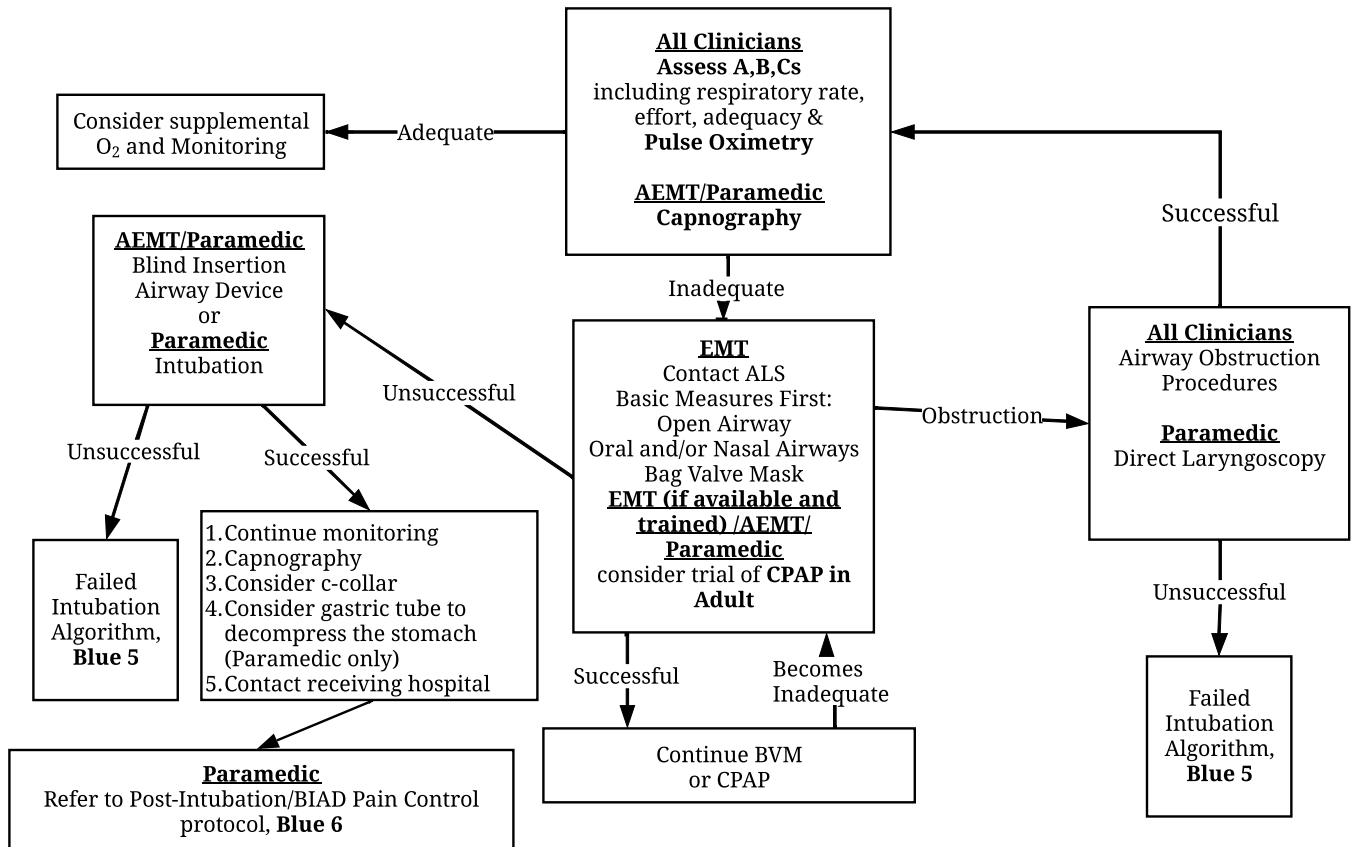 All Clinicians
Assess A,B,Cs
including respiratory rate,
effort, adequacy &
Pulse Oximetry
AEMT/Paramedic
Capnography
Adequate
Consider supplemental
O₂ and Monitoring
Successful
Inadequate
AEMT/Paramedic
Blind Insertion
Airway Device
or
Paramedic
Intubation
Unsuccessful
EMT
Contact ALS
Basic Measures First:
Open Airway
Oral and/or Nasal Airways
Bag Valve Mask
EMT (if available and
trained) /AEMT/
Paramedic
consider trial of CPAP in
Adult
Obstruction
All Clinicians
Airway Obstruction
Procedures
Paramedic
Direct Laryngoscopy
Unsuccessful
Successful
Failed
Intubation
Algorithm,
Blue 5
1. Continue monitoring
2. Capnography
3. Consider c-collar
4. Consider gastric tube to
decompress the stomach
(Paramedic only)
5. Contact receiving hospital
Successful
Becomes
Inadequate
Unsuccessful
Continue BVM
or CPAP
Failed
Intubation
Algorithm,
Blue 5
Paramedic
Refer to Post-Intubation/BIAD Pain Control
protocol, Blue 6